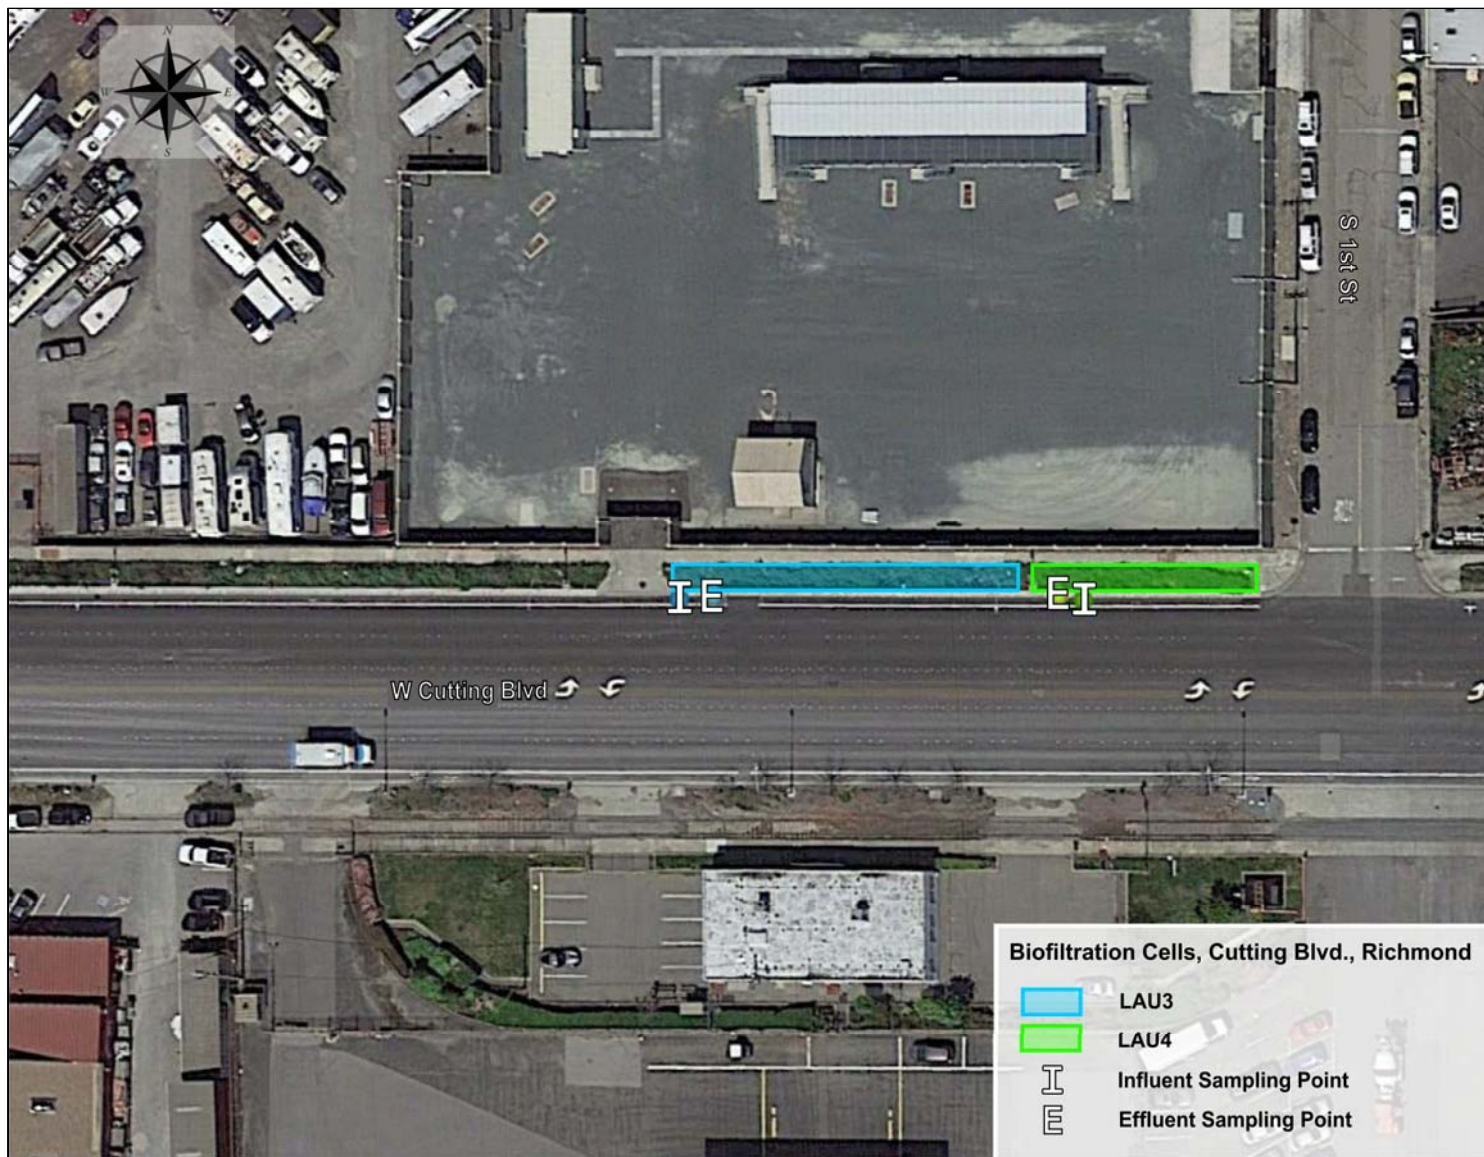 N
W E
S
S 1st St
I E
E I
W Cutting Blvd
Biofiltration Cells, Cutting Blvd., Richmond
LAU3
LAU4
I Influent Sampling Point
E Effluent Sampling Point